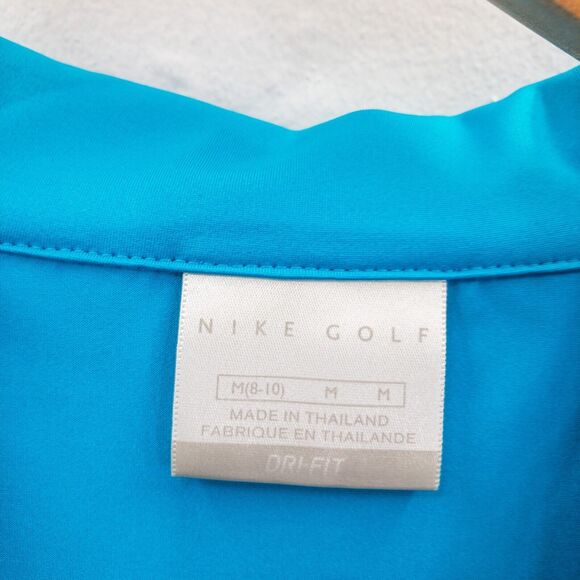 NIKE GOLF
M(8-10) M M
MADE IN THAILAND
FABRIQUE EN THAILANDE
DRI-FIT